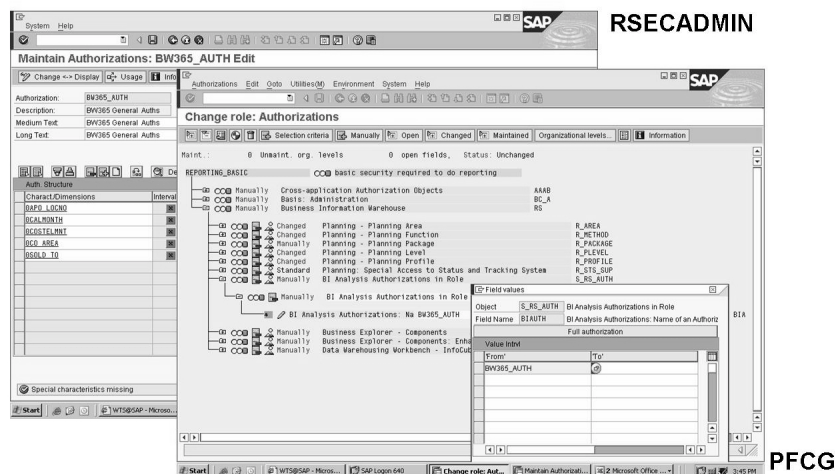 RSECADMIN
System Help
SAP
Maintain Authorizations: BW365_AUTH Edit
Change <-> Display Usage Info
Authorization: BW365_AUTH
Description: BW365 General Auths
Medium Text BW365 General Auths
Long Text BW365 General Auths
De
Auth. Structure
Charact./Dimensions Interval
0APO_LOCNO
0CALMONTH
0COSTELMNT
0CO_AREA
0SOLD_TO
Special characteristics missing
Start WTS@SAP - Microso...
Authorizations Edit Goto Utilities(M) Environment System Help
SAP
Change role: Authorizations
Selection criteria Manually Open Changed Maintained Organizational levels... Information
Maint.: 0 Unmaint. org. levels 0 open fields, Status: Unchanged
REPORTING_BASIC basic security required to do reporting
Manually Cross-application Authorization Objects AAAB
Manually Basis: Administration BC_A
Manually Business Information Warehouse RS
Changed Planning - Planning Area R_AREA
Changed Planning - Planning Function R_METHOD
Manually Planning - Planning Package R_PACKAGE
Changed Planning - Planning Level R_PLEVEL
Changed Planning - Planning Profile R_PROFILE
Standard Planning: Special Access to Status and Tracking System R_STS_SUP
Manually BI Analysis Authorizations in Role S_RS_AUTH
Manually BI Analysis Authorizations in Role
BI Analysis Authorizations: Na BW365_AUTH BIA
Manually Business Explorer - Components
Manually Business Explorer - Components: Enha
Manually Data Warehousing Workbench - InfoCub
Field values
Object S_RS_AUTH BI Analysis Authorizations in Role
Field Name BIAUTH BI Analysis Authorizations: Name of an Authoriz
Full authorization
Value Intrvl
'From' 'To'
BW365_AUTH
Start WTS@SAP - Micros... SAP Logon 640 Change role: Aut... Maintain Authorizati... 2 Microsoft Office ... 3:45 PM
PFCG